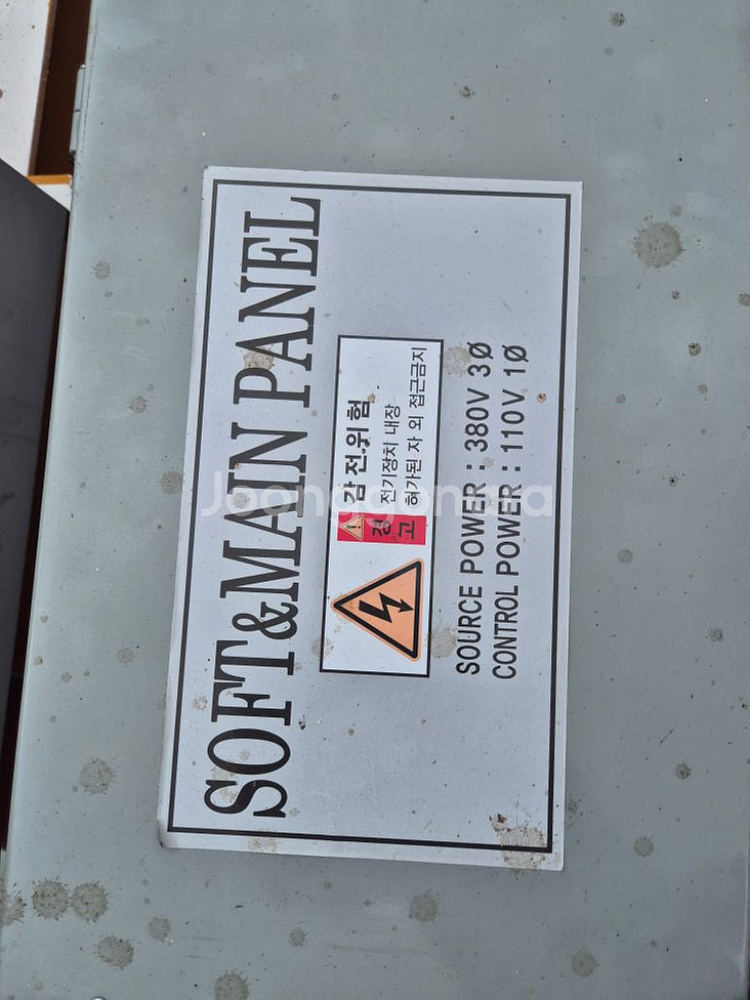 SOFT&MAIN PANEL
경고
감전위험
전기장치 내장
허가된 자 외 접근금지
SOURCE POWER : 380V 3Ø
CONTROL POWER : 110V 1Ø
Joonggonara